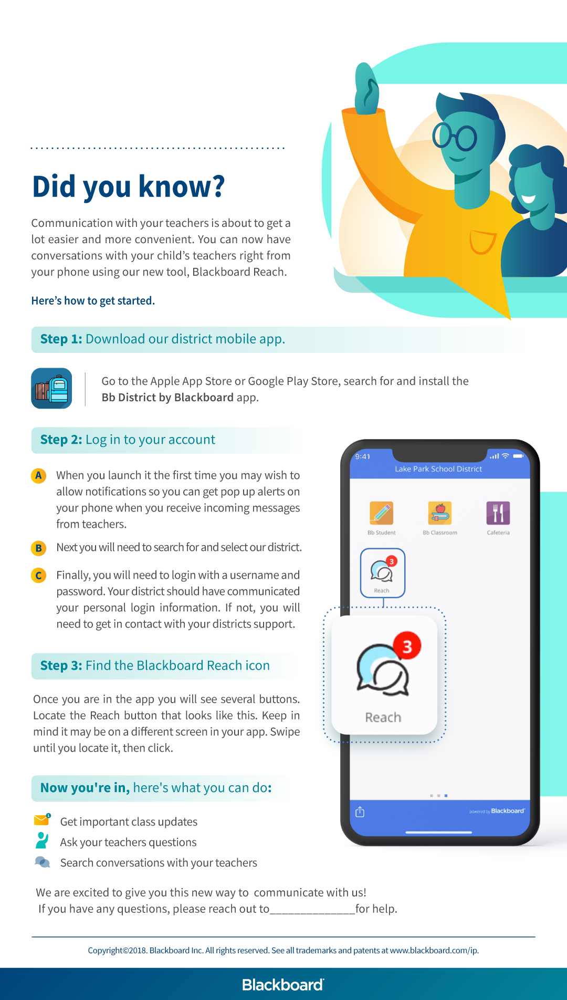 Did you know?
Communication with your teachers is about to get a
lot easier and more convenient. You can now have
conversations with your child’s teachers right from
your phone using our new tool, Blackboard Reach.
Here’s how to get started.
Step 1: Download our district mobile app.
Go to the Apple App Store or Google Play Store, search for and install the
Bb District by Blackboard app.
Step 2: Log in to your account
A When you launch it the first time you may wish to
allow notifications so you can get pop up alerts on
your phone when you receive incoming messages
from teachers.
B Next you will need to search for and select our district.
C Finally, you will need to login with a username and
password. Your district should have communicated
your personal login information. If not, you will
need to get in contact with your districts support.
Step 3: Find the Blackboard Reach icon
Once you are in the app you will see several buttons.
Locate the Reach button that looks like this. Keep in
mind it may be on a different screen in your app. Swipe
until you locate it, then click.
9:41
Lake Park School District
Bb Student
Bb Classroom
Cafeteria
3
Reach
3
Reach
powered by Blackboard
Now you're in, here's what you can do:
1
Get important class updates
Ask your teachers questions
Search conversations with your teachers
We are excited to give you this new way to  communicate with us!
If you have any questions, please reach out to______________for help.
Copyright©2018. Blackboard Inc. All rights reserved. See all trademarks and patents at www.blackboard.com/ip.
Blackboard